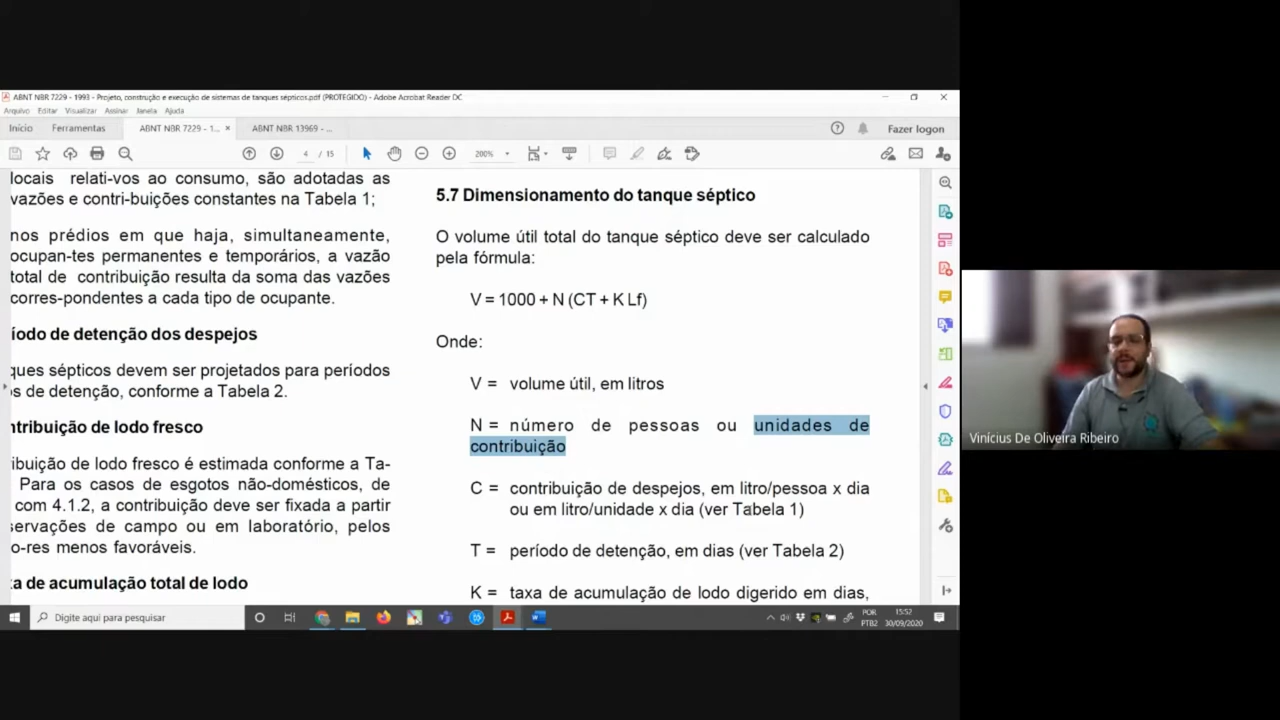 ABNT NBR 7229 - 1993 - Projeto, construção e execução de sistemas de tanques sépticos.pdf (PROTEGIDO) - Adobe Acrobat Reader DC
Arquivo Editar Visualizar Assinar Janela Ajuda
Início Ferramentas ABNT NBR 7229 - 1... × ABNT NBR 13969 - ... Fazer logon
4 / 15 200%
locais relati-vos ao consumo, são adotadas as
vazões e contri-buições constantes na Tabela 1;
nos prédios em que haja, simultaneamente,
ocupan-tes permanentes e temporários, a vazão
total de contribuição resulta da soma das vazões
corres-pondentes a cada tipo de ocupante.
íodo de detenção dos despejos
ques sépticos devem ser projetados para períodos
s de detenção, conforme a Tabela 2.
ntribuição de lodo fresco
ribuição de lodo fresco é estimada conforme a Ta-
Para os casos de esgotos não-domésticos, de
com 4.1.2, a contribuição deve ser fixada a partir
servações de campo ou em laboratório, pelos
o-res menos favoráveis.
xa de acumulação total de lodo
5.7 Dimensionamento do tanque séptico
O volume útil total do tanque séptico deve ser calculado
pela fórmula:
V = 1000 + N (CT + K Lf)
Onde:
V = volume útil, em litros
N = número de pessoas ou unidades de
contribuição
C = contribuição de despejos, em litro/pessoa x dia
ou em litro/unidade x dia (ver Tabela 1)
T = período de detenção, em dias (ver Tabela 2)
K = taxa de acumulação de lodo digerido em dias,
Vinícius De Oliveira Ribeiro
Digite aqui para pesquisar
POR 15:52
PTB2 30/09/2020